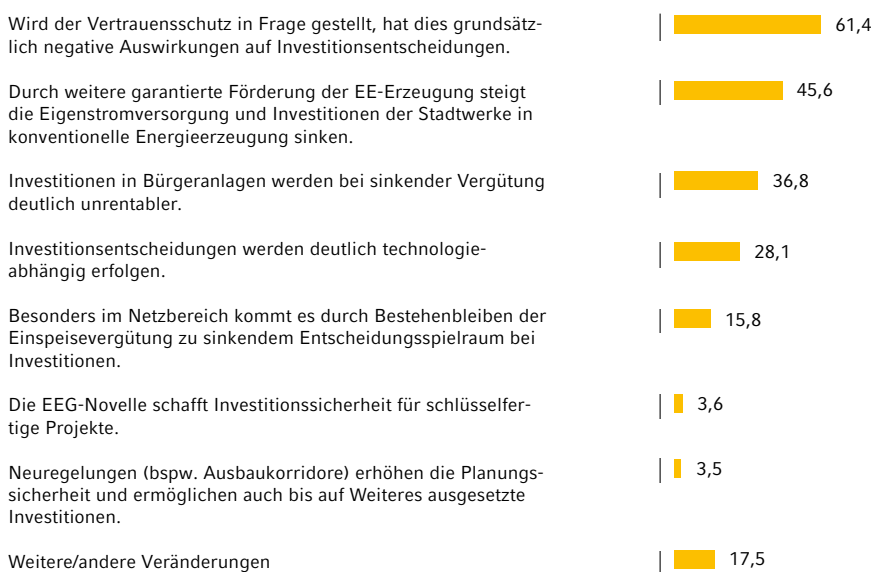 Wird der Vertrauensschutz in Frage gestellt, hat dies grundsätz-
lich negative Auswirkungen auf Investitionsentscheidungen.
61,4
Durch weitere garantierte Förderung der EE-Erzeugung steigt
die Eigenstromversorgung und Investitionen der Stadtwerke in
konventionelle Energieerzeugung sinken.
45,6
Investitionen in Bürgeranlagen werden bei sinkender Vergütung
deutlich unrentabler.
36,8
Investitionsentscheidungen werden deutlich technologie-
abhängig erfolgen.
28,1
Besonders im Netzbereich kommt es durch Bestehenbleiben der
Einspeisevergütung zu sinkendem Entscheidungsspielraum bei
Investitionen.
15,8
Die EEG-Novelle schafft Investitionssicherheit für schlüsselfer-
tige Projekte.
3,6
Neuregelungen (bspw. Ausbaukorridore) erhöhen die Planungs-
sicherheit und ermöglichen auch bis auf Weiteres ausgesetzte
Investitionen.
3,5
Weitere/andere Veränderungen
17,5